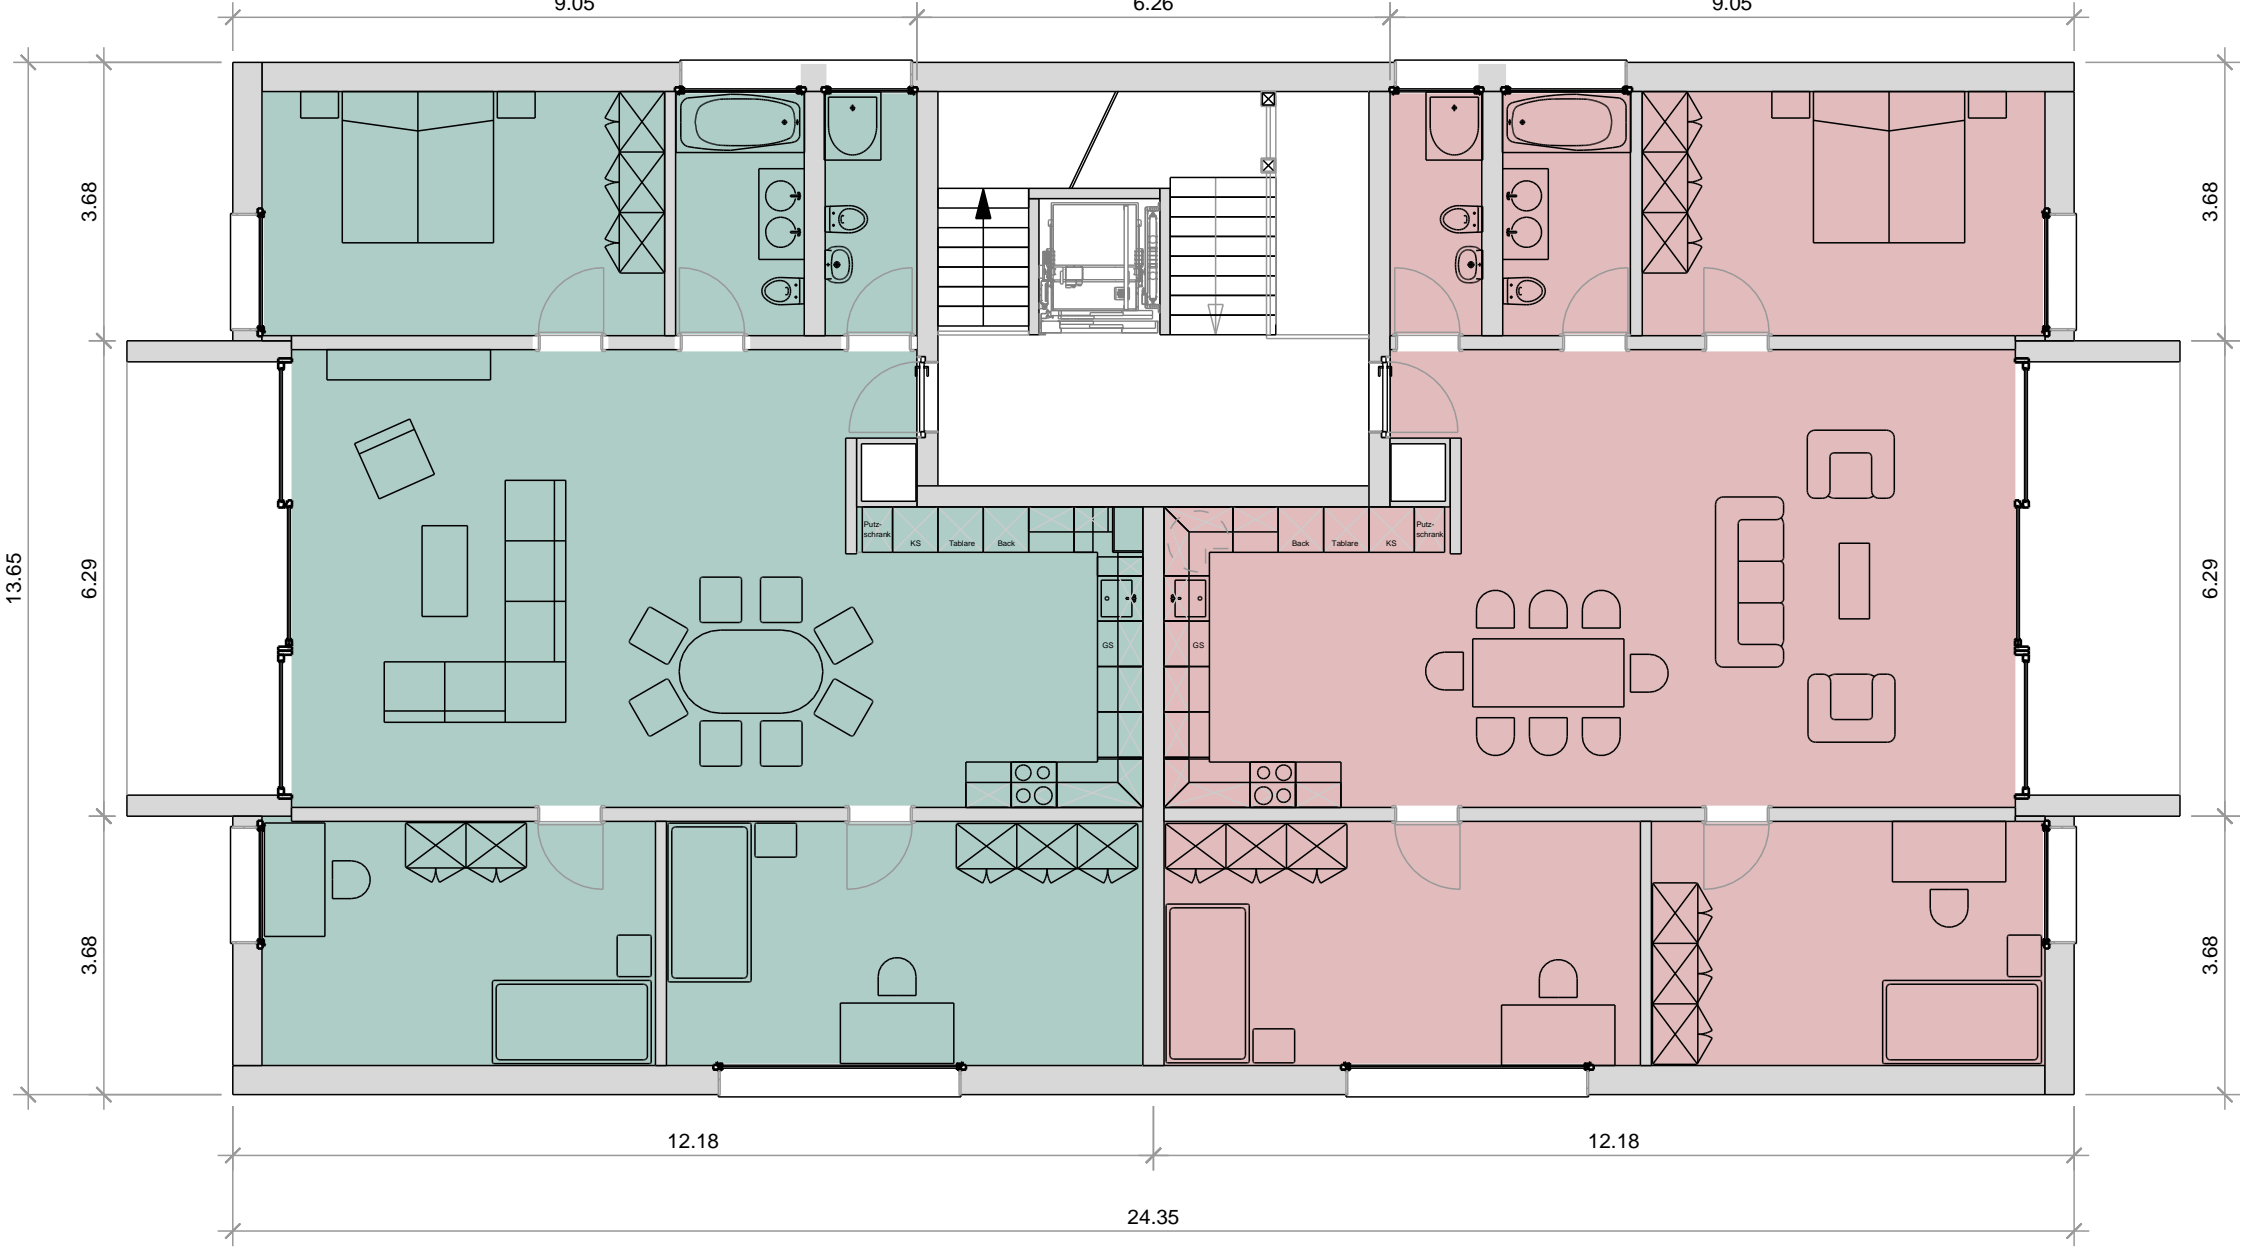 9.05
6.26
9.05
3.68
3.68
Putz-
schrank
KS
Tablare
Back
Back
Tablare
KS
Putz-
schrank
13.65
6.29
6.29
GS
GS
3.68
3.68
12.18
12.18
24.35